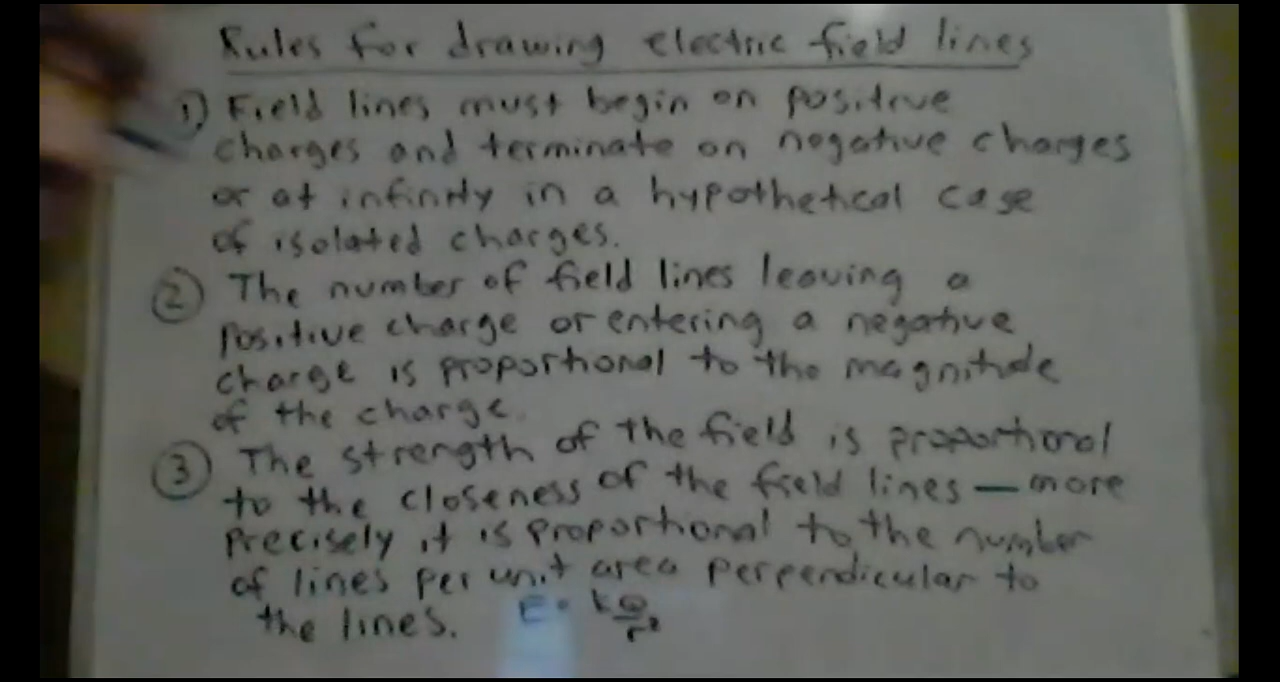 Rules for drawing electric field lines
1) Field lines must begin on positive
charges and terminate on negative charges
or at infinity in a hypothetical case
of isolated charges.
2 The number of field lines leaving a
positive charge or entering a negative
charge is proportional to the magnitude
of the charge.
3 The strength of the field is proportional
to the closeness of the field lines — more
precisely it is proportional to the number
of lines per unit area perpendicular to
the lines. E = kQ/r²